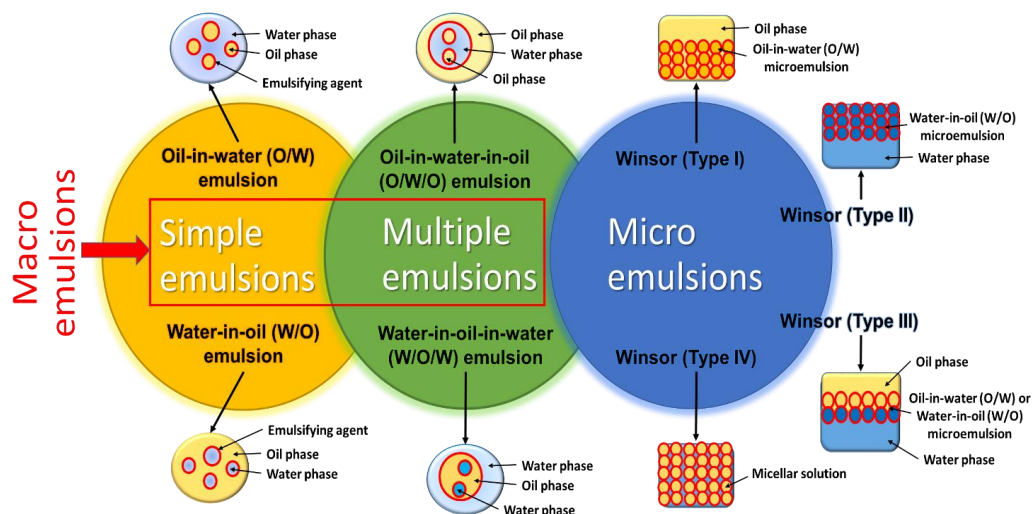 Water phase
Oil phase
Emulsifying agent
Oil phase
Water phase
Oil phase
Oil phase
Oil-in-water (O/W)
microemulsion
Water-in-oil (W/O)
microemulsion
Water phase
Macro
emulsions
Oil-in-water (O/W)
emulsion
Oil-in-water-in-oil
(O/W/O) emulsion
Winsor (Type I)
Winsor (Type II)
Simple
emulsions
Multiple
emulsions
Micro
emulsions
Water-in-oil (W/O)
emulsion
Water-in-oil-in-water
(W/O/W) emulsion
Winsor (Type IV)
Winsor (Type III)
Emulsifying agent
Oil phase
Water phase
Water phase
Oil phase
Water phase
Micellar solution
Oil phase
Oil-in-water (O/W) or
Water-in-oil (W/O)
microemulsion
Water phase